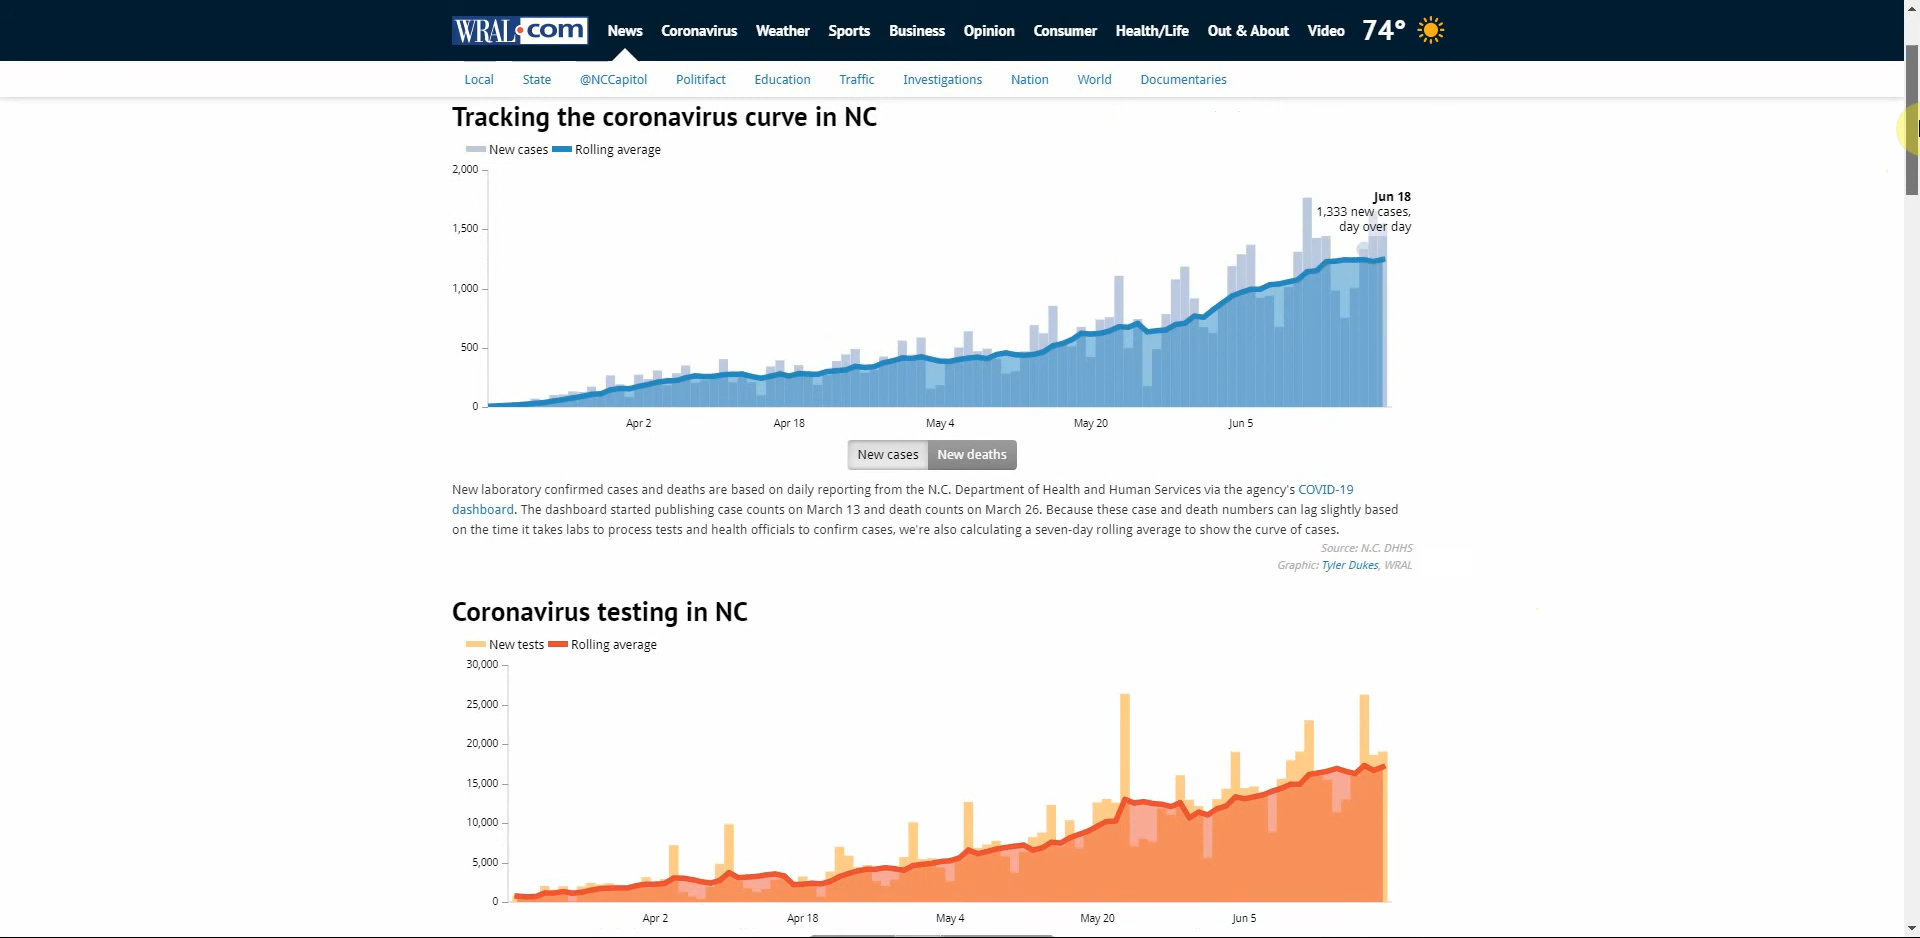 WRAL.com News Coronavirus Weather Sports Business Opinion Consumer Health/Life Out & About Video 74°
Local State @NCCapitol Politifact Education Traffic Investigations Nation World Documentaries
Tracking the coronavirus curve in NC
New cases Rolling average
2,000
1,500
1,000
500
0
Jun 18
1,333 new cases,
day over day
Apr 2 Apr 18 May 4 May 20 Jun 5
New cases New deaths
New laboratory confirmed cases and deaths are based on daily reporting from the N.C. Department of Health and Human Services via the agency's COVID-19
dashboard. The dashboard started publishing case counts on March 13 and death counts on March 26. Because these case and death numbers can lag slightly based
on the time it takes labs to process tests and health officials to confirm cases, we're also calculating a seven-day rolling average to show the curve of cases.
Source: N.C. DHHS
Graphic: Tyler Dukes, WRAL
Coronavirus testing in NC
New tests Rolling average
30,000
25,000
20,000
15,000
10,000
5,000
0
Apr 2 Apr 18 May 4 May 20 Jun 5